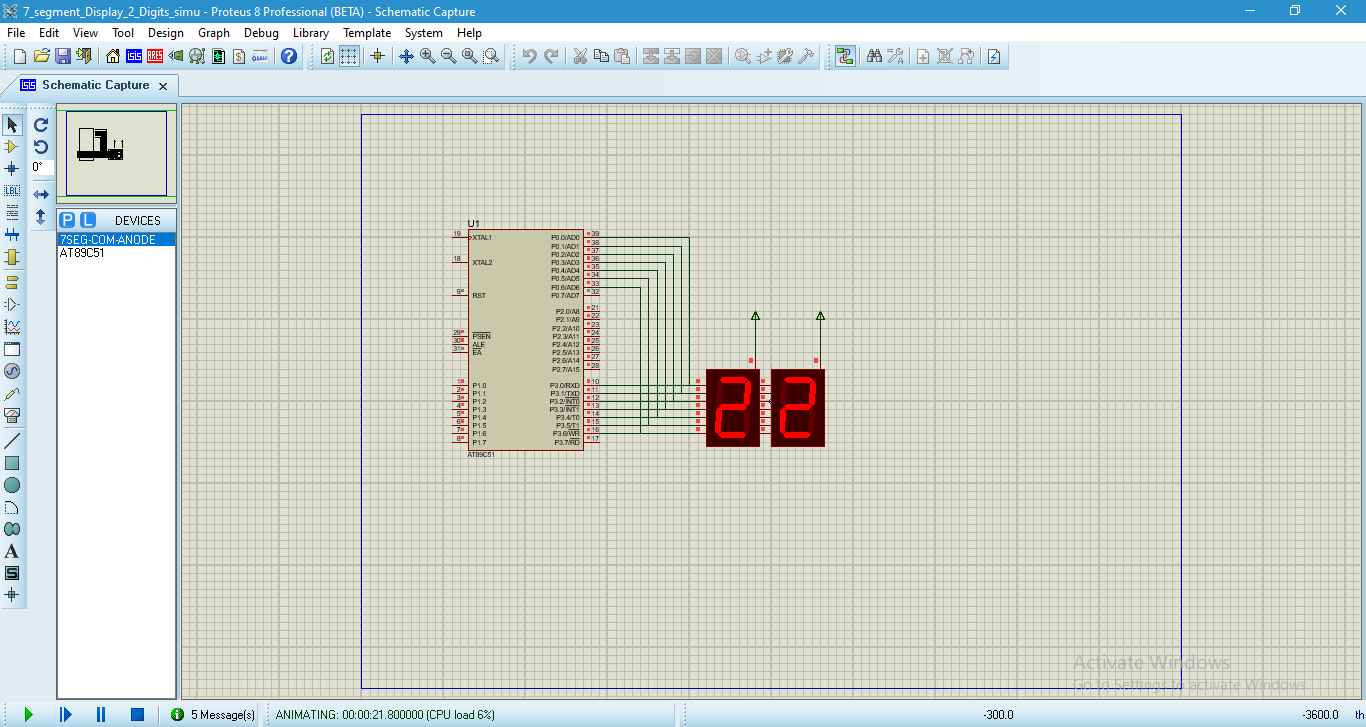 7_segment_Display_2_Digits_simu - Proteus 8 Professional (BETA) - Schematic Capture
File Edit View Tool Design Graph Debug Library Template System Help
Schematic Capture
0°
LBL
P L DEVICES
7SEG-COM-ANODE
AT89C51
U1
19 XTAL1 P0.0/AD0 39
P0.1/AD1 38
P0.2/AD2 37
18 XTAL2 P0.3/AD3 36
P0.4/AD4 35
P0.5/AD5 34
P0.6/AD6 33
9 RST P0.7/AD7 32
P2.0/A8 21
P2.1/A9 22
P2.2/A10 23
29 PSEN P2.3/A11 24
30 ALE P2.4/A12 25
31 EA P2.5/A13 26
P2.6/A14 27
P2.7/A15 28
1 P1.0 P3.0/RXD 10
2 P1.1 P3.1/TXD 11
3 P1.2 P3.2/INT0 12
4 P1.3 P3.3/INT1 13
5 P1.4 P3.4/T0 14
6 P1.5 P3.5/T1 15
7 P1.6 P3.6/WR 16
8 P1.7 P3.7/RD 17
AT89C51
2 2
Activate Windows
Go to Settings to activate Windows.
5 Message(s) ANIMATING: 00:00:21.800000 (CPU load 6%) -300.0 -3600.0 th